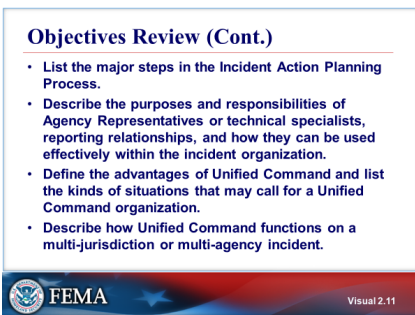 Objectives Review (Cont.)
• List the major steps in the Incident Action Planning
Process.
• Describe the purposes and responsibilities of
Agency Representatives or technical specialists,
reporting relationships, and how they can be used
effectively within the incident organization.
• Define the advantages of Unified Command and list
the kinds of situations that may call for a Unified
Command organization.
• Describe how Unified Command functions on a
multi-jurisdiction or multi-agency incident.
FEMA
Visual 2.11